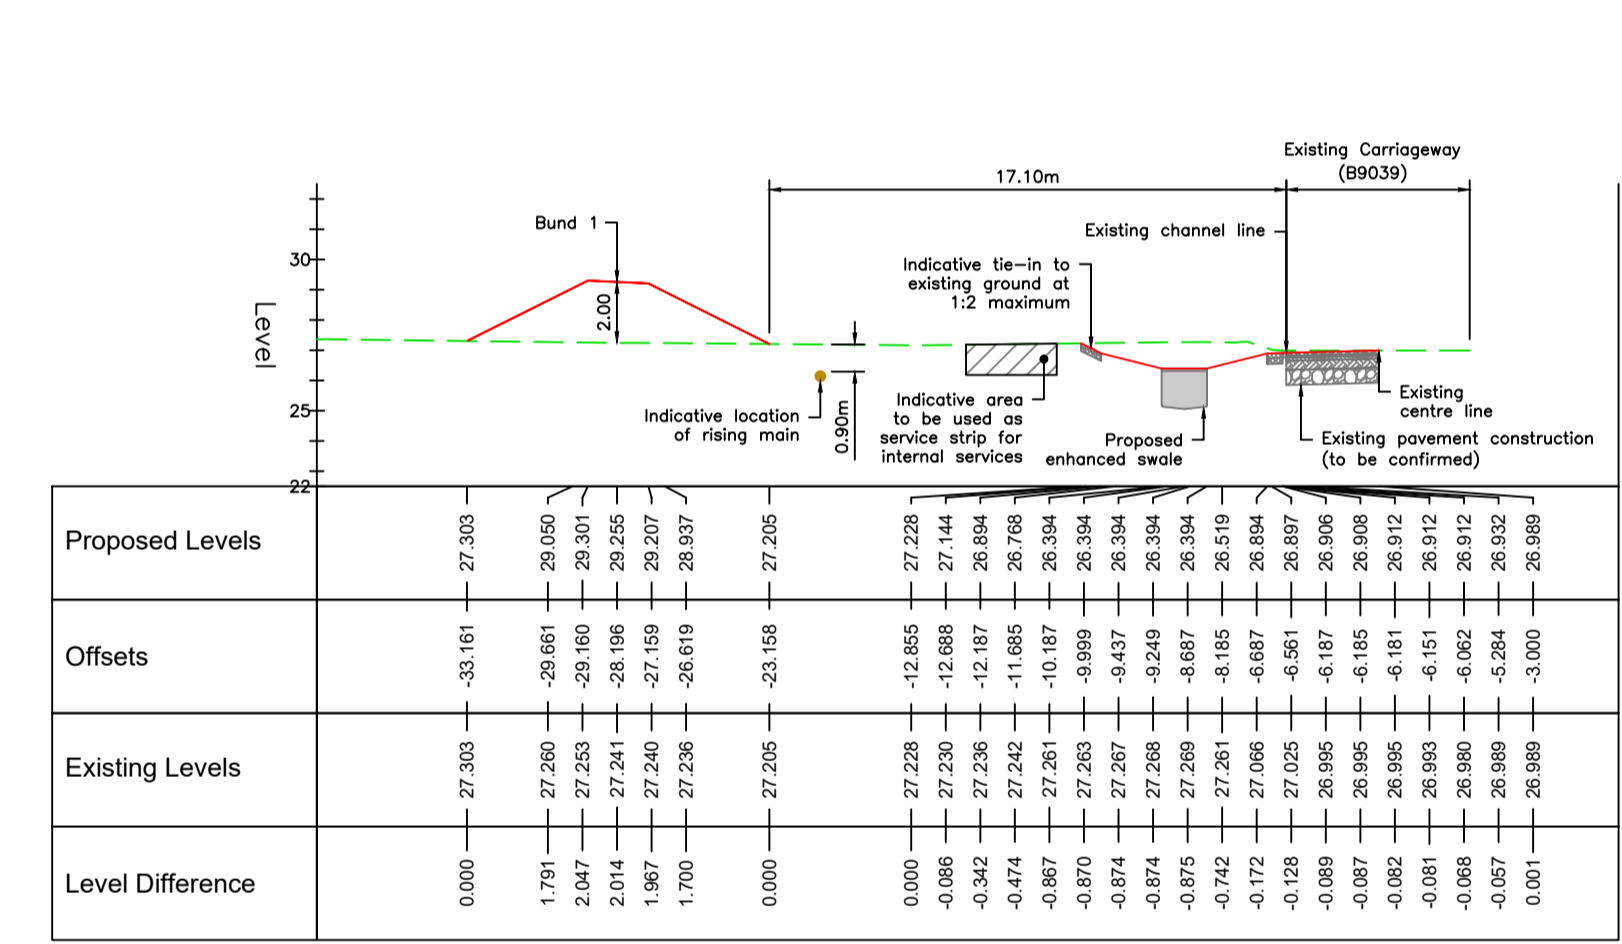 Existing Carriageway
(B9039)
17.10m
Bund 1
Existing channel line
Indicative tie-in to
existing ground at
1:2 maximum
30
25
22
Level
2.00
0.90m
Indicative location
of rising main
Indicative area
to be used as
service strip for
internal services
Proposed
enhanced swale
Existing
centre line
Existing pavement construction
(to be confirmed)
Proposed Levels 27.303 29.050 29.301 29.255 29.207 28.937 27.205 27.228 27.144 26.894 26.768 26.394 26.394 26.394 26.394 26.394 26.519 26.894 26.897 26.906 26.908 26.912 26.912 26.912 26.932 26.989
Offsets -33.161 -29.661 -29.160 -28.196 -27.159 -26.619 -23.158 -12.855 -12.688 -12.187 -11.685 -10.187 -9.999 -9.437 -9.249 -8.687 -8.185 -6.687 -6.561 -6.187 -6.185 -6.181 -6.151 -6.062 -5.284 -3.000
Existing Levels 27.303 27.260 27.253 27.241 27.240 27.236 27.205 27.228 27.230 27.236 27.242 27.261 27.263 27.267 27.268 27.269 27.261 27.066 27.025 26.995 26.995 26.995 26.993 26.980 26.989 26.989
Level Difference 0.000 1.791 2.047 2.014 1.967 1.700 0.000 0.000 -0.086 -0.342 -0.474 -0.867 -0.870 -0.874 -0.874 -0.875 -0.742 -0.172 -0.128 -0.089 -0.087 -0.082 -0.081 -0.068 -0.057 0.001